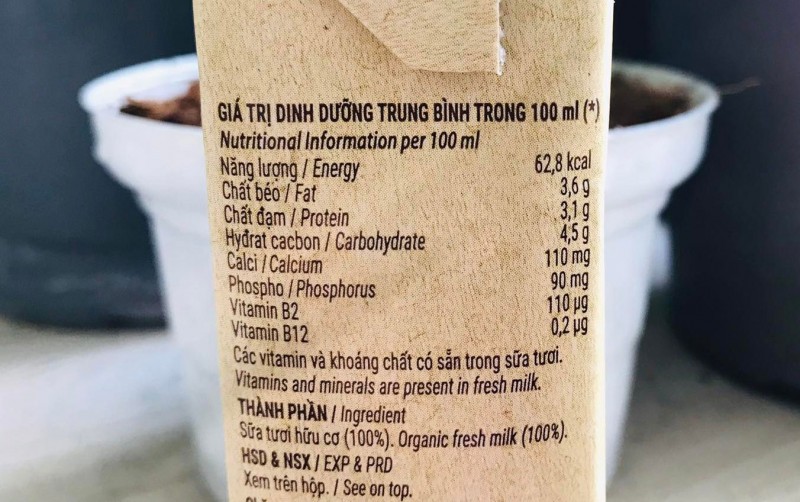 GIÁ TRỊ DINH DƯỠNG TRUNG BÌNH TRONG 100 ml (*)
Nutritional Information per 100 ml
Năng lượng / Energy 62,8 kcal
Chất béo / Fat 3,6 g
Chất đạm / Protein 3,1 g
Hyđrat cacbon / Carbohydrate 4,5 g
Calci / Calcium 110 mg
Phospho / Phosphorus 90 mg
Vitamin B2 110 µg
Vitamin B12 0,2 µg
Các vitamin và khoáng chất có sẵn trong sữa tươi.
Vitamins and minerals are present in fresh milk.
THÀNH PHẦN / Ingredient
Sữa tươi hữu cơ (100%). Organic fresh milk (100%).
HSD & NSX / EXP & PRD
Xem trên hộp. / See on top.